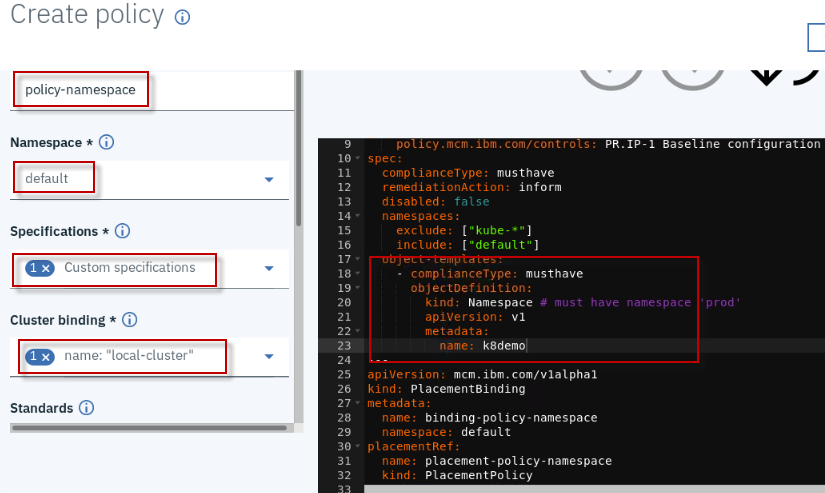 Create policy
policy-namespace
Namespace *
default
Specifications *
1 × Custom specifications
Cluster binding *
1 × name: "local-cluster"
Standards
9 policy.mcm.ibm.com/controls: PR.IP-1 Baseline configuration
10 spec:
11 complianceType: musthave
12 remediationAction: inform
13 disabled: false
14 namespaces:
15 exclude: ["kube-*"]
16 include: ["default"]
17 object-templates:
18 - complianceType: musthave
19 objectDefinition:
20 kind: Namespace # must have namespace 'prod'
21 apiVersion: v1
22 metadata:
23 name: k8demo
24 ---
25 apiVersion: mcm.ibm.com/v1alpha1
26 kind: PlacementBinding
27 metadata:
28 name: binding-policy-namespace
29 namespace: default
30 placementRef:
31 name: placement-policy-namespace
32 kind: PlacementPolicy
33